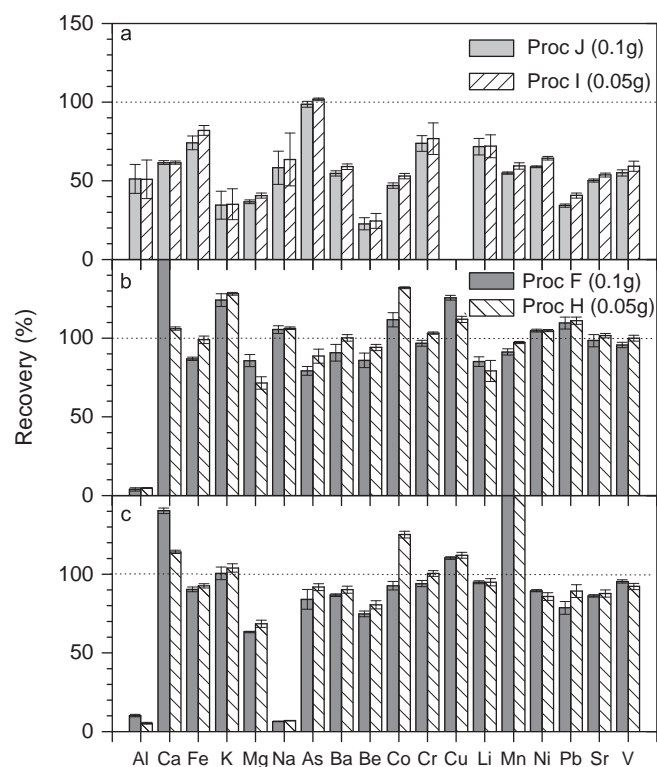 150
a
Proc J (0.1g)
Proc I (0.05g)
100
50
0
b
Proc F (0.1g)
Proc H (0.05g)
100
50
0
c
100
50
0
Recovery (%)
Al Ca Fe K Mg Na As Ba Be Co Cr Cu Li Mn Ni Pb Sr V